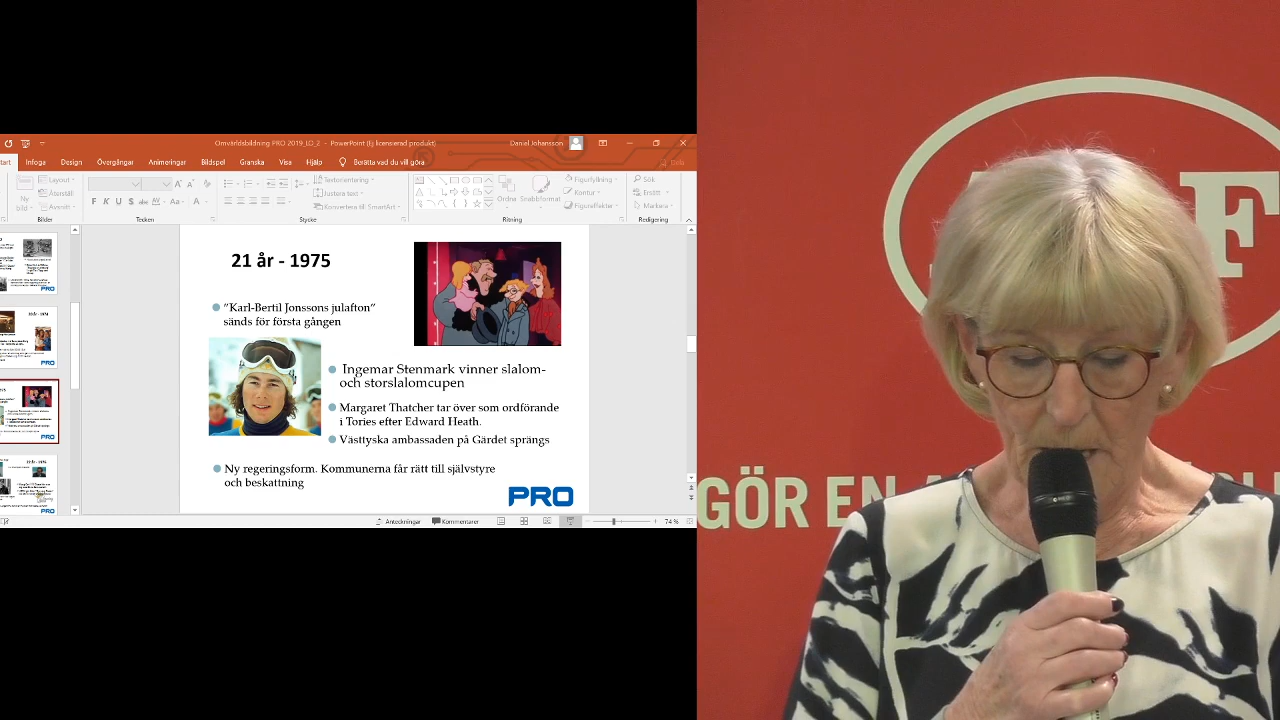 Omvärldsbildning PRO 2019_LO_2 - PowerPoint (Ej licensierad produkt)
Daniel Johansson
Infoga Design Övergångar Animeringar Bildspel Granska Visa Hjälp Berätta vad du vill göra
Dela
Ny bild
Layout
Återställ
Avsnitt
Textcentrering
Justera text
Konvertera till SmartArt
Ordna
Snabbformat
Figurfyllning
Kontur
Figureffekter
Sök
Ersätt
Markera
Bilder Tecken Stycke Ritning Redigering
21 år - 1975
"Karl-Bertil Jonssons julafton"
sänds för första gången
Ingemar Stenmark vinner slalom-
och storslalomcupen
Margaret Thatcher tar över som ordförande
i Tories efter Edward Heath.
Västtyska ambassaden på Gärdet sprängs
Ny regeringsform. Kommunerna får rätt till självstyre
och beskattning
PRO
Anteckningar Kommentarer 74 %
F
GÖR EN